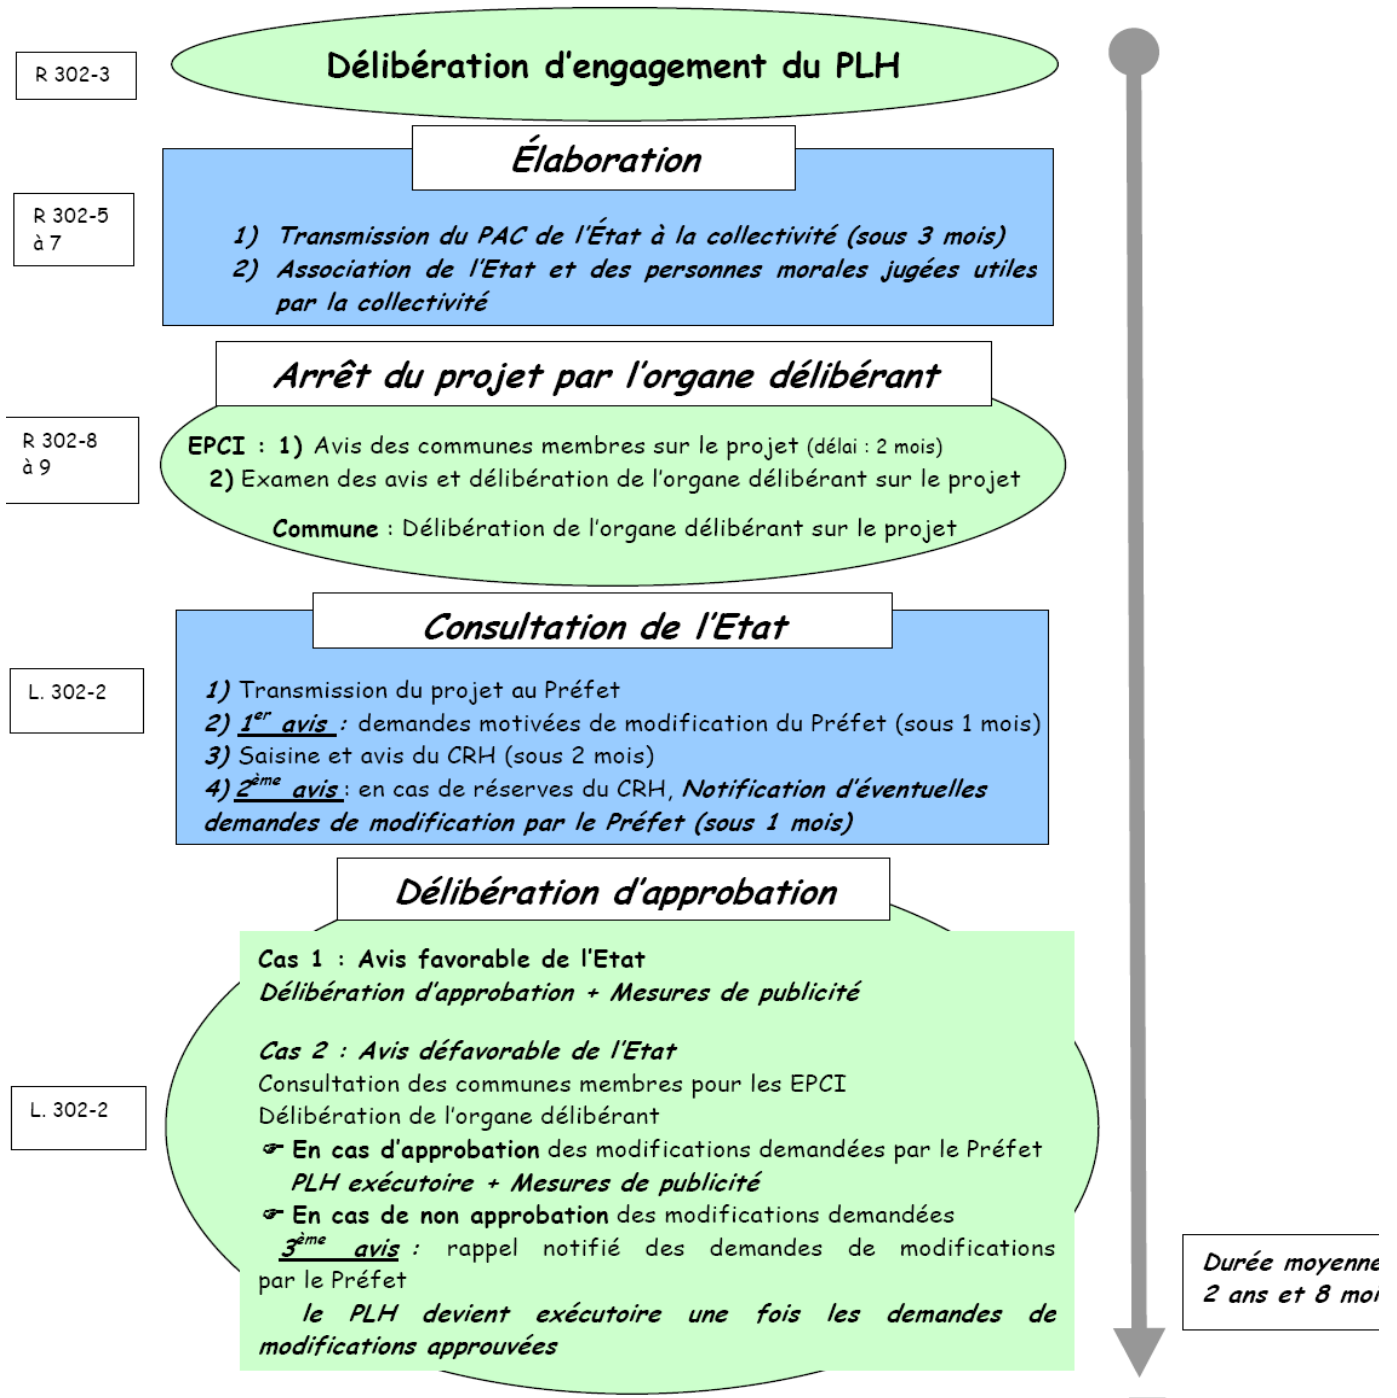 R 302-3
Délibération d'engagement du PLH
Élaboration
R 302-5
à 7
1) Transmission du PAC de l'État à la collectivité (sous 3 mois)
2) Association de l'Etat et des personnes morales jugées utiles
par la collectivité
Arrêt du projet par l'organe délibérant
R 302-8
à 9
EPCI : 1) Avis des communes membres sur le projet (délai : 2 mois)
2) Examen des avis et délibération de l'organe délibérant sur le projet
Commune : Délibération de l'organe délibérant sur le projet
Consultation de l'Etat
L. 302-2
1) Transmission du projet au Préfet
2) 1er avis : demandes motivées de modification du Préfet (sous 1 mois)
3) Saisine et avis du CRH (sous 2 mois)
4) 2ème avis : en cas de réserves du CRH, Notification d'éventuelles
demandes de modification par le Préfet (sous 1 mois)
Délibération d'approbation
Cas 1 : Avis favorable de l'Etat
Délibération d'approbation + Mesures de publicité
Cas 2 : Avis défavorable de l'Etat
Consultation des communes membres pour les EPCI
Délibération de l'organe délibérant
L. 302-2
☞ En cas d'approbation des modifications demandées par le Préfet
PLH exécutoire + Mesures de publicité
☞ En cas de non approbation des modifications demandées
3ème avis : rappel notifié des demandes de modifications
par le Préfet
le PLH devient exécutoire une fois les demandes de
modifications approuvées
Durée moyenne
2 ans et 8 moi